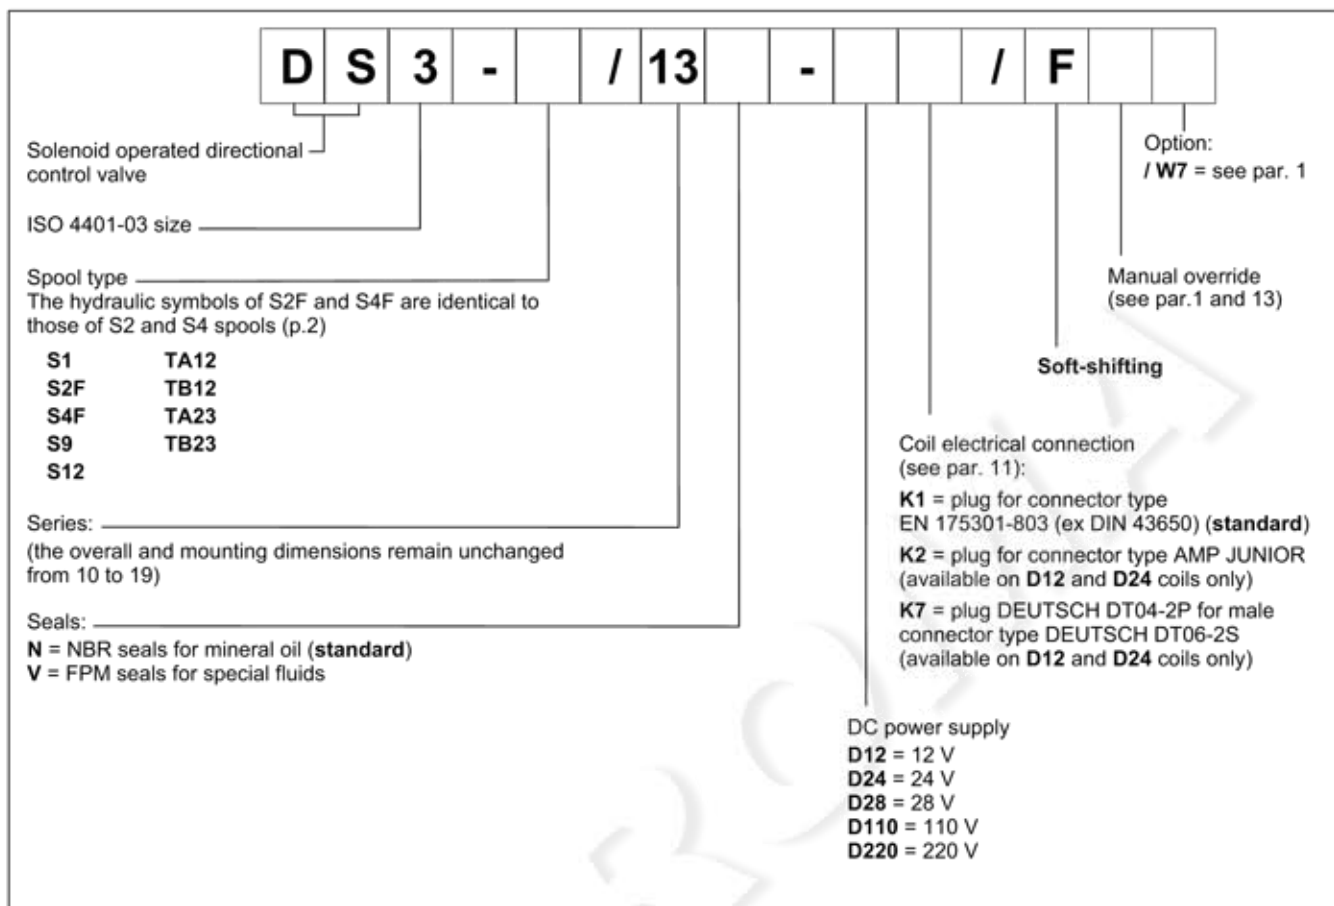 D S 3 - / 13 - / F
Solenoid operated directional
control valve
ISO 4401-03 size
Spool type
The hydraulic symbols of S2F and S4F are identical to
those of S2 and S4 spools (p.2)
S1 TA12
S2F TB12
S4F TA23
S9 TB23
S12
Series:
(the overall and mounting dimensions remain unchanged
from 10 to 19)
Seals:
N = NBR seals for mineral oil (standard)
V = FPM seals for special fluids
Option:
/ W7 = see par. 1
Manual override
(see par.1 and 13)
Soft-shifting
Coil electrical connection
(see par. 11):
K1 = plug for connector type
EN 175301-803 (ex DIN 43650) (standard)
K2 = plug for connector type AMP JUNIOR
(available on D12 and D24 coils only)
K7 = plug DEUTSCH DT04-2P for male
connector type DEUTSCH DT06-2S
(available on D12 and D24 coils only)
DC power supply
D12 = 12 V
D24 = 24 V
D28 = 28 V
D110 = 110 V
D220 = 220 V